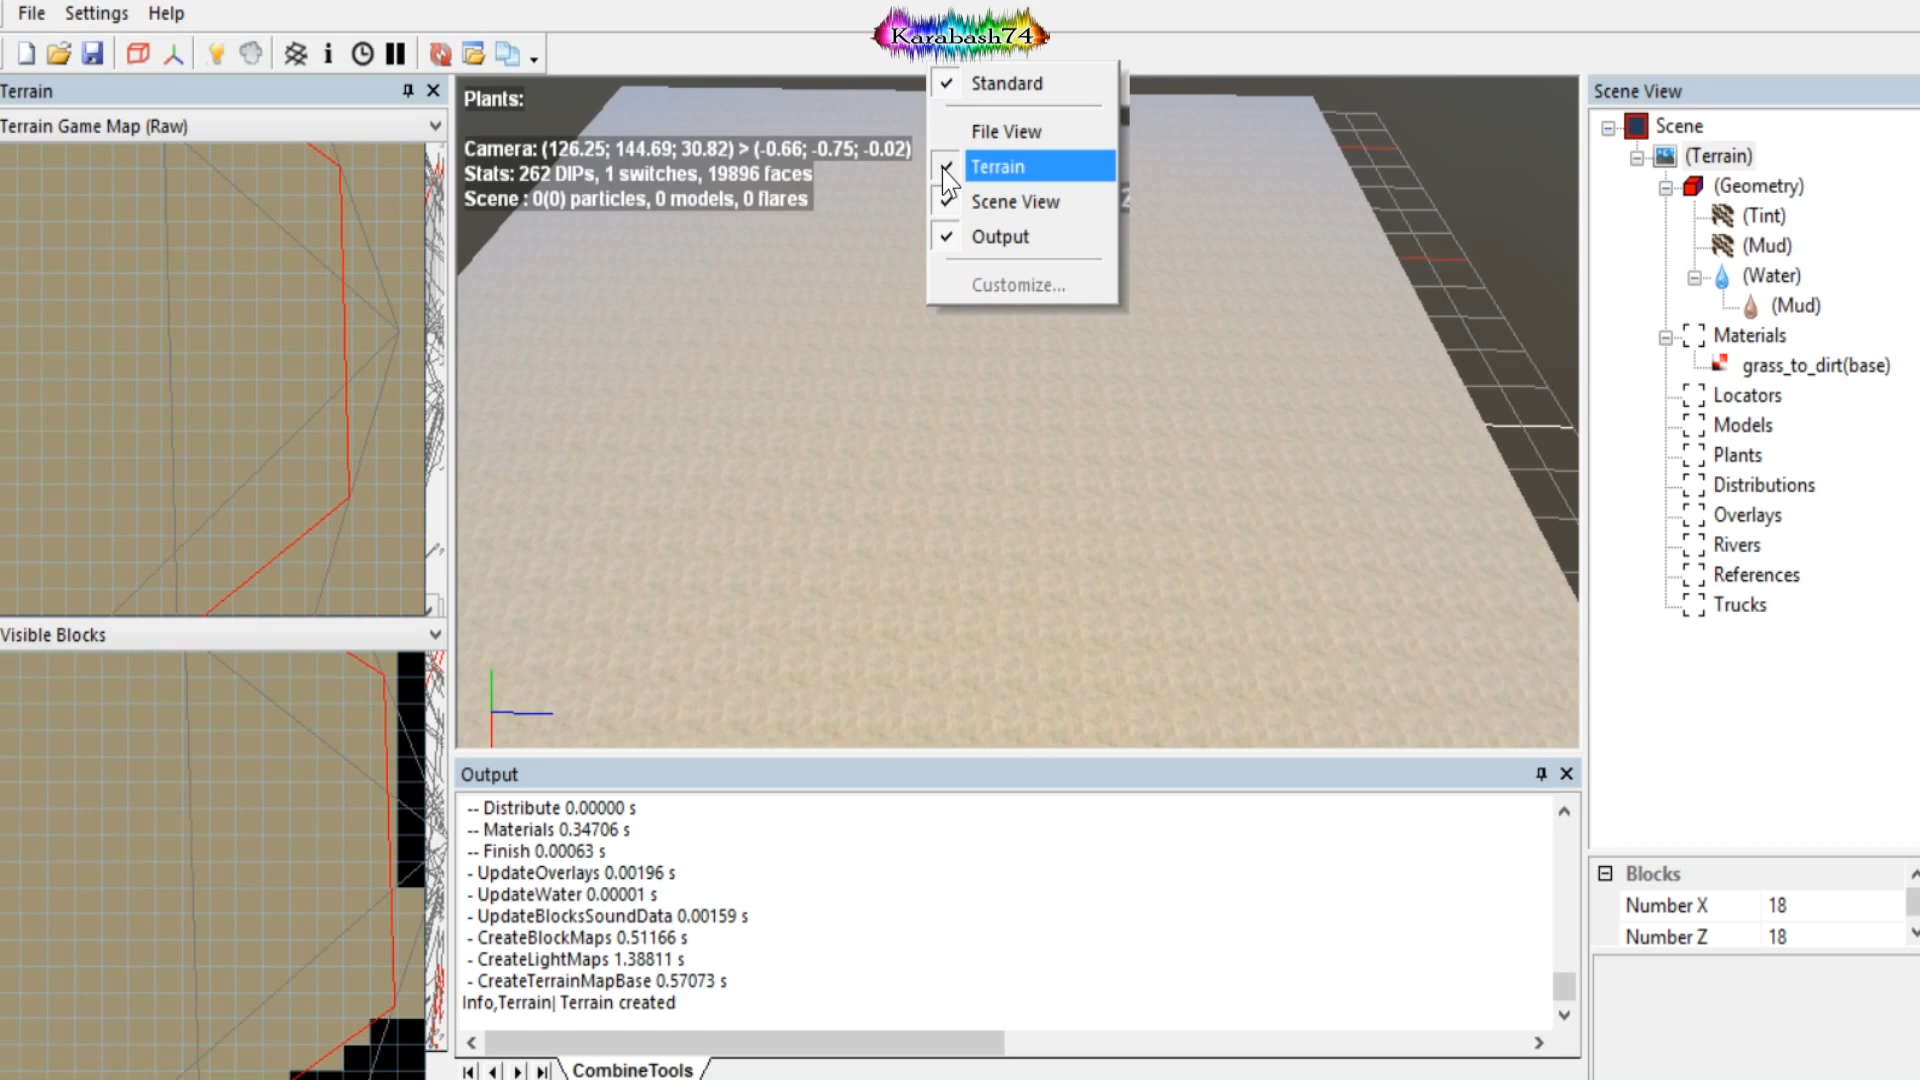 File Settings Help
Karabash74
Terrain
Terrain Game Map (Raw)
Visible Blocks
Plants:
Camera: (126.25; 144.69; 30.82) > (-0.66; -0.75; -0.02)
Stats: 262 DIPs, 1 switches, 19896 faces
Scene : 0(0) particles, 0 models, 0 flares
Standard
File View
Terrain
Scene View
Output
Customize...
Output
-- Distribute 0.00000 s
-- Materials 0.34706 s
-- Finish 0.00063 s
- UpdateOverlays 0.00196 s
- UpdateWater 0.00001 s
- UpdateBlocksSoundData 0.00159 s
- CreateBlockMaps 0.51166 s
- CreateLightMaps 1.38811 s
- CreateTerrainMapBase 0.57073 s
Info,Terrain| Terrain created
CombineTools
Scene View
Scene
(Terrain)
(Geometry)
(Tint)
(Mud)
(Water)
(Mud)
Materials
grass_to_dirt(base)
Locators
Models
Plants
Distributions
Overlays
Rivers
References
Trucks
Blocks
Number X 18
Number Z 18